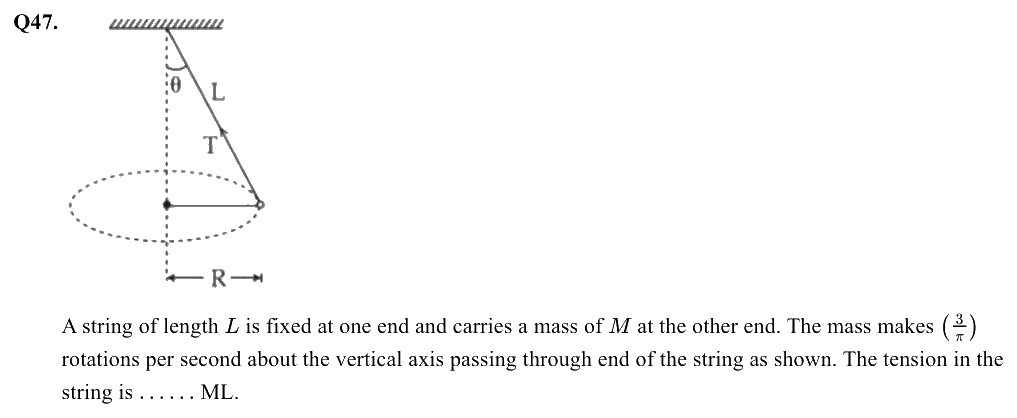 Q47.
θ
L
T
R
A string of length L is fixed at one end and carries a mass of M at the other end. The mass makes (3/π)
rotations per second about the vertical axis passing through end of the string as shown. The tension in the
string is . . . . . . ML.